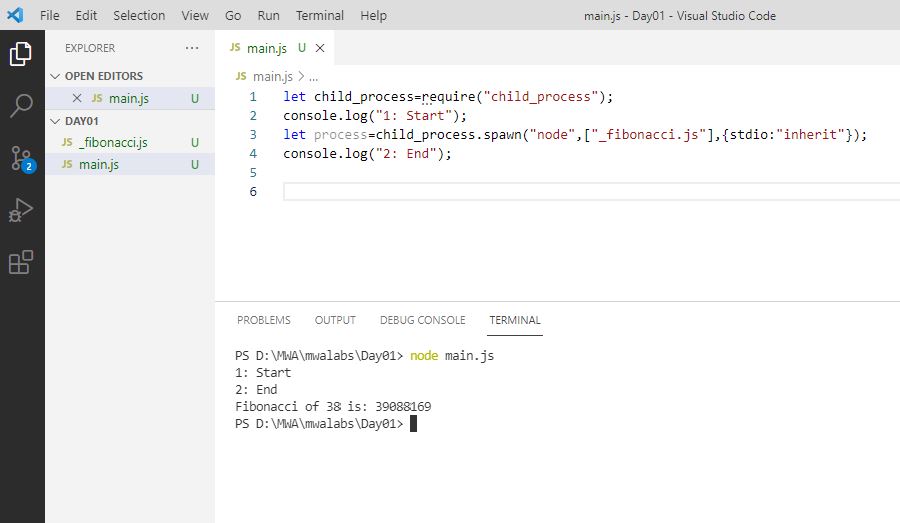 File Edit Selection View Go Run Terminal Help main.js - Day01 - Visual Studio Code
EXPLORER ...
JS main.js U
OPEN EDITORS
JS main.js U
DAY01
JS _fibonacci.js U
JS main.js U
2
JS main.js > ...
1 let child_process=require("child_process");
2 console.log("1: Start");
3 let process=child_process.spawn("node",["_fibonacci.js"],{stdio:"inherit"});
4 console.log("2: End");
5
6
PROBLEMS OUTPUT DEBUG CONSOLE TERMINAL
PS D:\MWA\mwalabs\Day01> node main.js
1: Start
2: End
Fibonacci of 38 is: 39088169
PS D:\MWA\mwalabs\Day01>